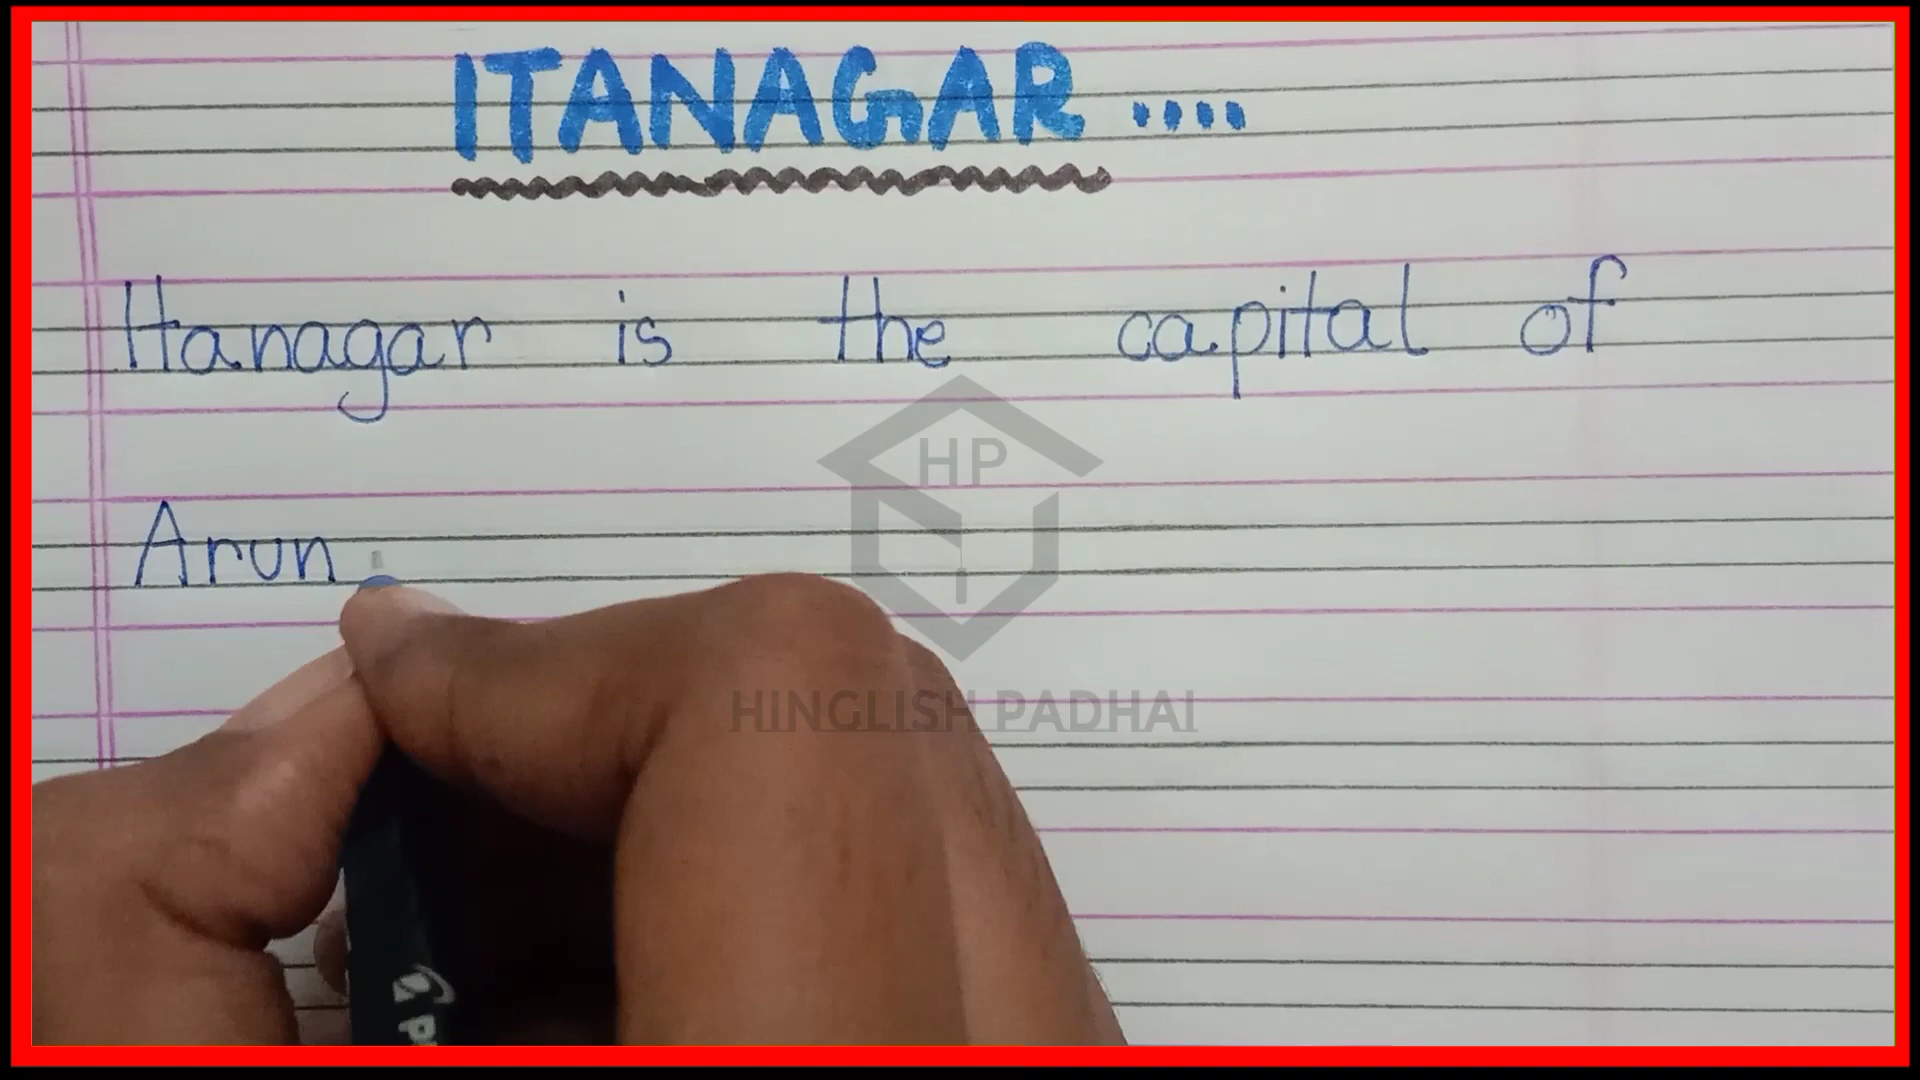 ITANAGAR ....
Itanagar is the capital of
HP
Arun
HINGLISH PADHAI